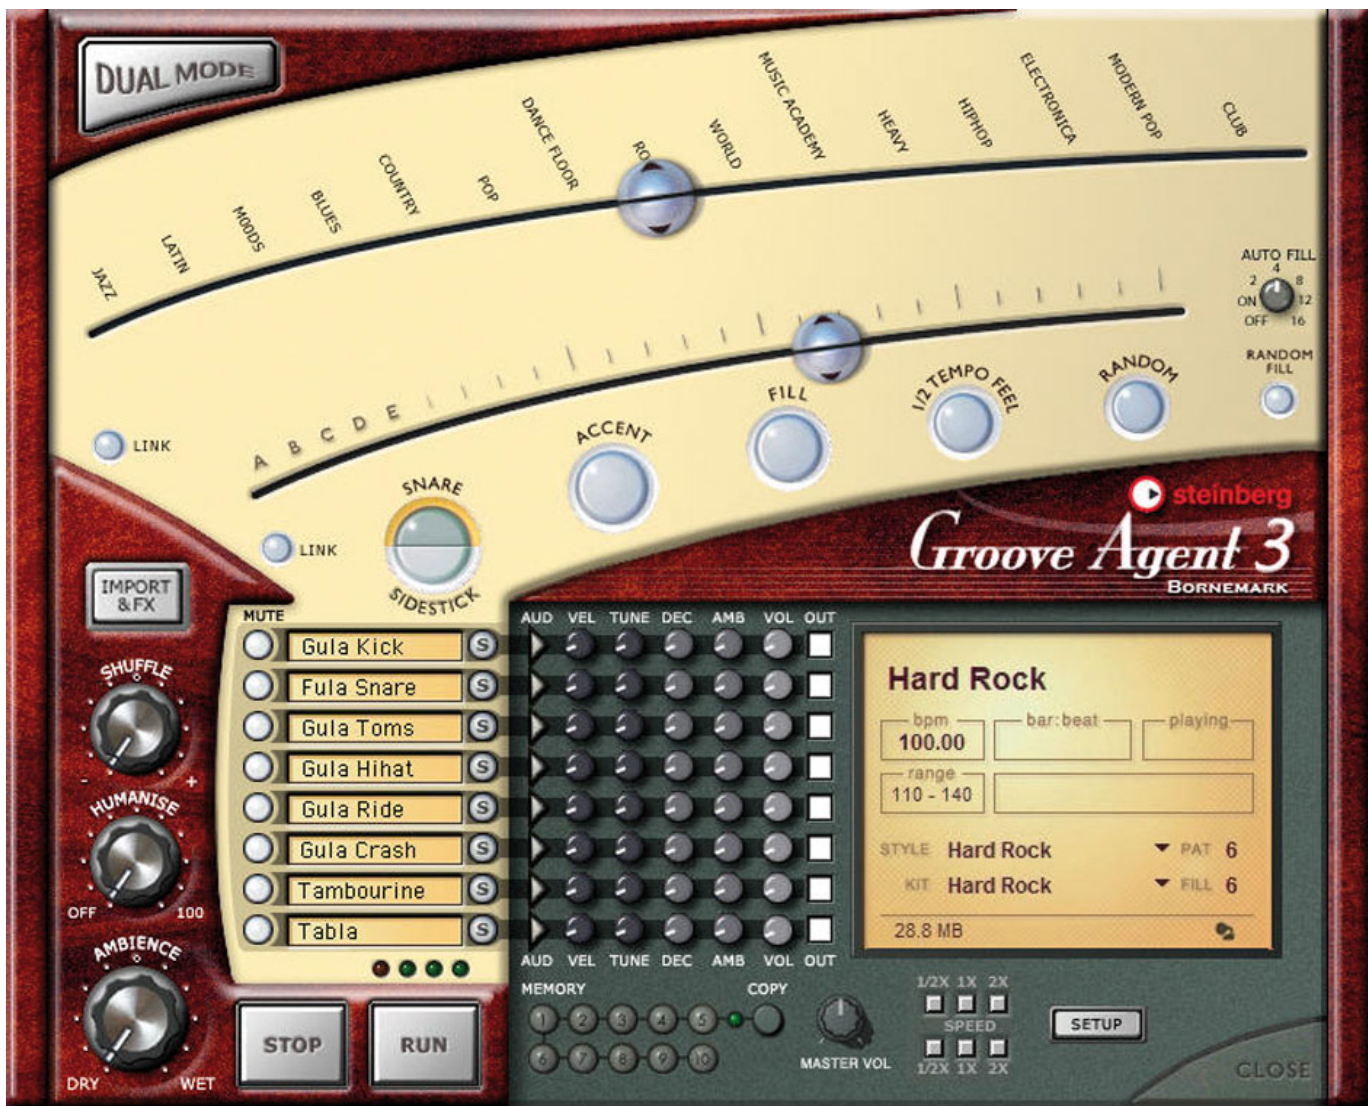 DUAL MODE
JAZZ
LATIN
MOODS
BLUES
COUNTRY
POP
DANCE FLOOR
WORLD
MUSIC ACADEMY
HEAVY
HIPHOP
ELECTRONICA
MODERN POP
CLUB
AUTO FILL
4
2 8
ON 12
OFF 16
RANDOM
FILL
A B C D E
LINK
LINK
SNARE
SIDESTICK
ACCENT
FILL
1/2 TEMPO FEEL
RANDOM
steinberg
Groove Agent 3
BORNEMARK
IMPORT
& FX
SHUFFLE
- +
HUMANISE
OFF 100
AMBIENCE
DRY WET
MUTE
AUD VEL TUNE DEC AMB VOL OUT
Gula Kick S
Fula Snare S
Gula Toms S
Gula Hihat S
Gula Ride S
Gula Crash S
Tambourine S
Tabla S
AUD VEL TUNE DEC AMB VOL OUT
Hard Rock
bpm bar:beat playing
100.00
range
110 - 140
STYLE Hard Rock PAT 6
KIT Hard Rock FILL 6
28.8 MB
STOP RUN
MEMORY COPY
1 2 3 4 5
6 7 8 9 10
MASTER VOL
1/2X 1X 2X
SPEED
1/2X 1X 2X
SETUP
CLOSE